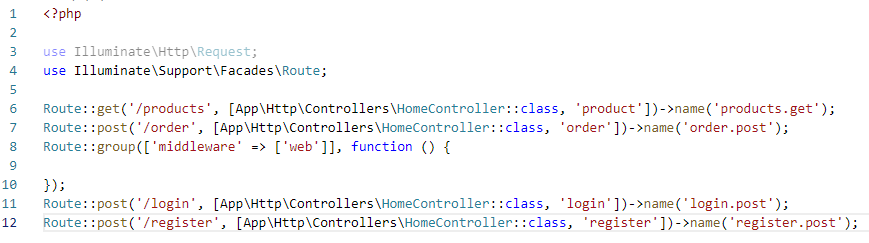 1 <?php
2
3 use Illuminate\Http\Request;
4 use Illuminate\Support\Facades\Route;
5
6 Route::get('/products', [App\Http\Controllers\HomeController::class, 'product'])->name('products.get');
7 Route::post('/order', [App\Http\Controllers\HomeController::class, 'order'])->name('order.post');
8 Route::group(['middleware' => ['web']], function () {
9
10 });
11 Route::post('/login', [App\Http\Controllers\HomeController::class, 'login'])->name('login.post');
12 Route::post('/register', [App\Http\Controllers\HomeController::class, 'register'])->name('register.post');